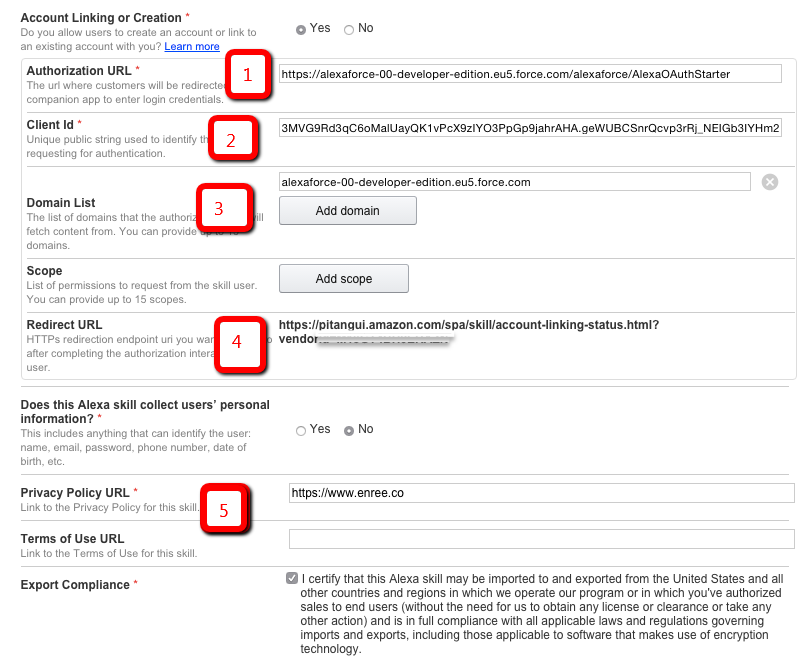 Account Linking or Creation *
Do you allow users to create an account or link to
an existing account with you? Learn more
Yes No
Authorization URL *
The url where customers will be redirected
companion app to enter login credentials.
1
https://alexaforce-00-developer-edition.eu5.force.com/alexaforce/AlexaOAuthStarter
Client Id *
Unique public string used to identify
requesting for authentication.
2
3MVG9Rd3qC6oMalUayQK1vPcX9zIYO3PpGp9jahrAHA.geWUBCSnrQcvp3rRj_NEIGb3IYHm2
alexaforce-00-developer-edition.eu5.force.com
Domain List
The list of domains that the will
fetch content from. You can provide
domains.
3
Add domain
Scope
List of permissions to request from the skill user.
You can provide up to 15 scopes.
Add scope
Redirect URL
HTTPs redirection endpoint uri you
after completing the authorization
user.
4
https://pitangui.amazon.com/spa/skill/account-linking-status.html?
Does this Alexa skill collect users' personal
information? *
This includes anything that can identify the user:
name, email, password, phone number, date of
birth, etc.
Yes No
Privacy Policy URL *
Link to the Privacy Policy for this skill.
5
https://www.enree.co
Terms of Use URL
Link to the Terms of Use for this skill.
Export Compliance *
I certify that this Alexa skill may be imported to and exported from the United States and all
other countries and regions in which we operate our program or in which you've authorized
sales to end users (without the need for us to obtain any license or clearance or take any
other action) and is in full compliance with all applicable laws and regulations governing
imports and exports, including those applicable to software that makes use of encryption
technology.